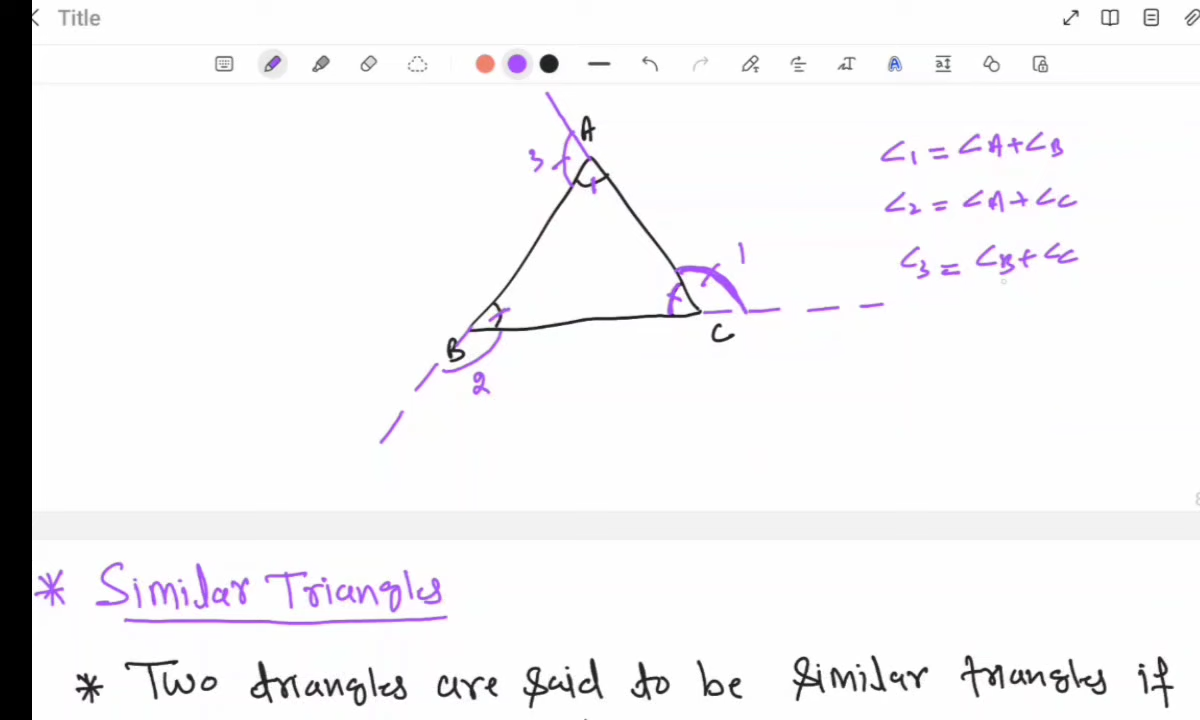 Title
A
3
∠1 = ∠A+∠B
∠2 = ∠A+∠C
∠3 = ∠B+∠C
1
B
C
2
* Similar Triangles
* Two triangles are said to be similar triangles if